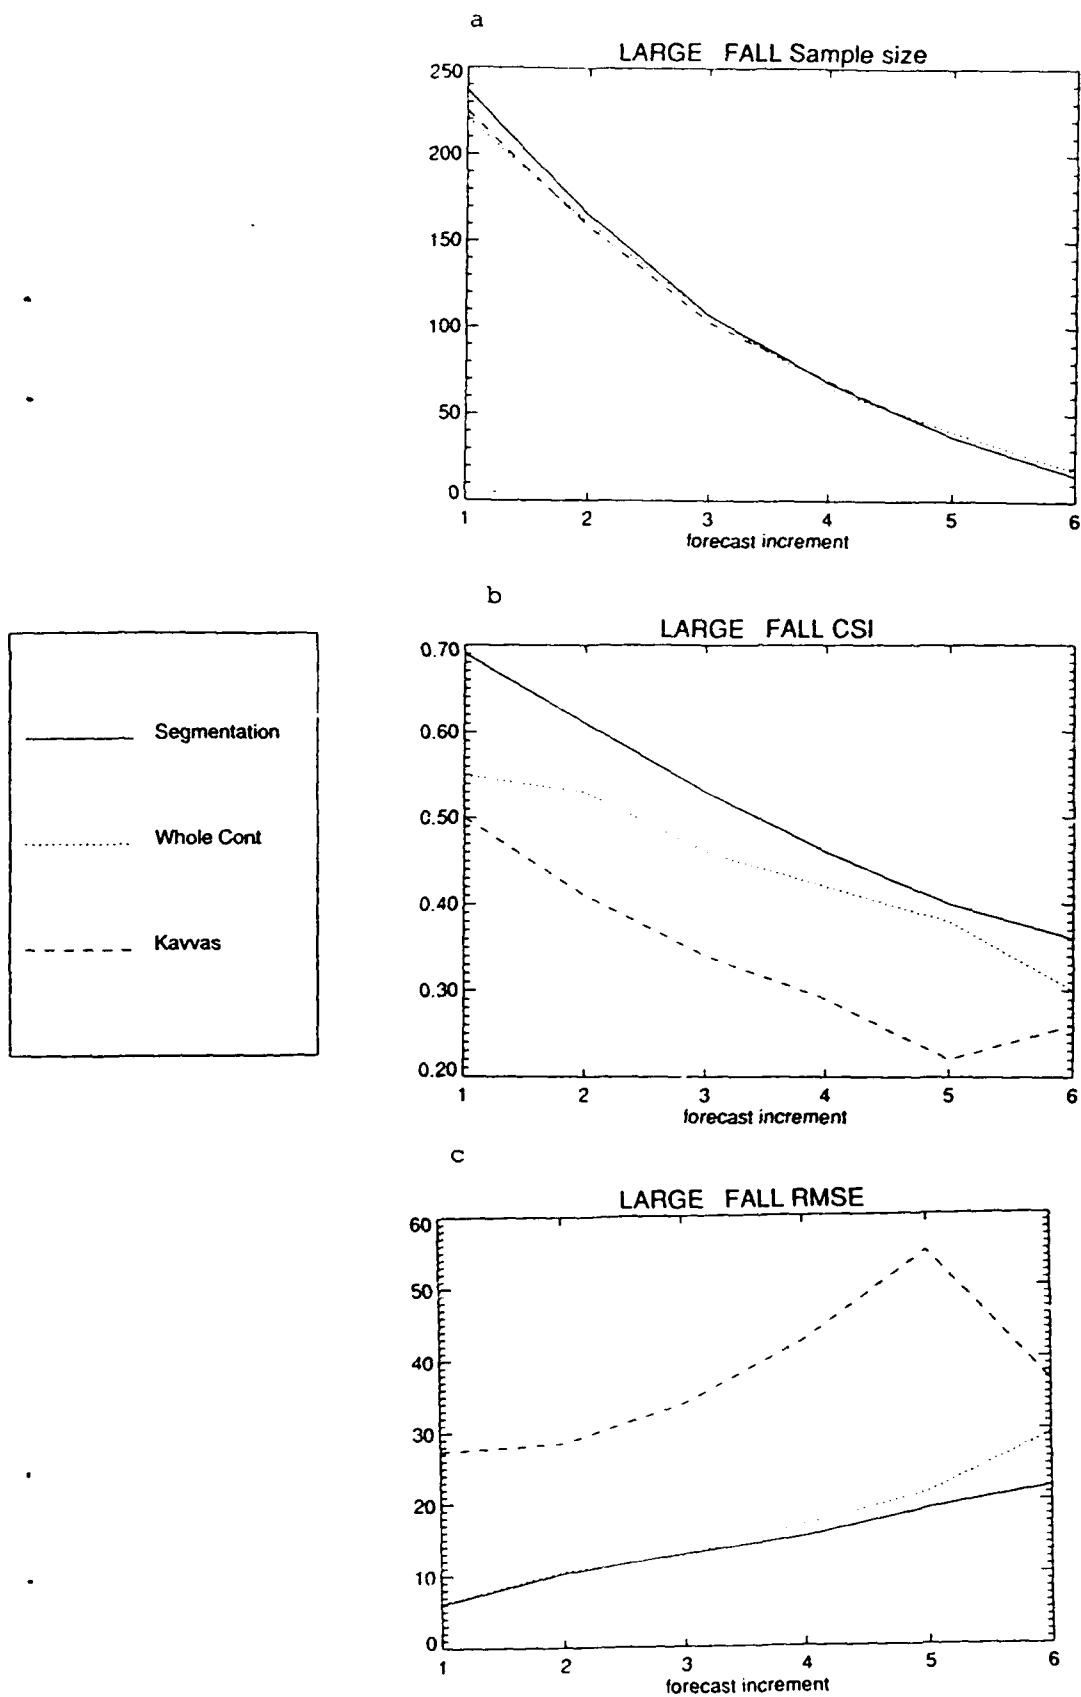 a
LARGE FALL Sample size
250
200
150
100
50
0
1 2 3 4 5 6
forecast increment
b
LARGE FALL CSI
0.70
0.60
0.50
0.40
0.30
0.20
1 2 3 4 5 6
forecast increment
Segmentation
Whole Cont
Kavvas
c
LARGE FALL RMSE
60
50
40
30
20
10
0
1 2 3 4 5 6
forecast increment